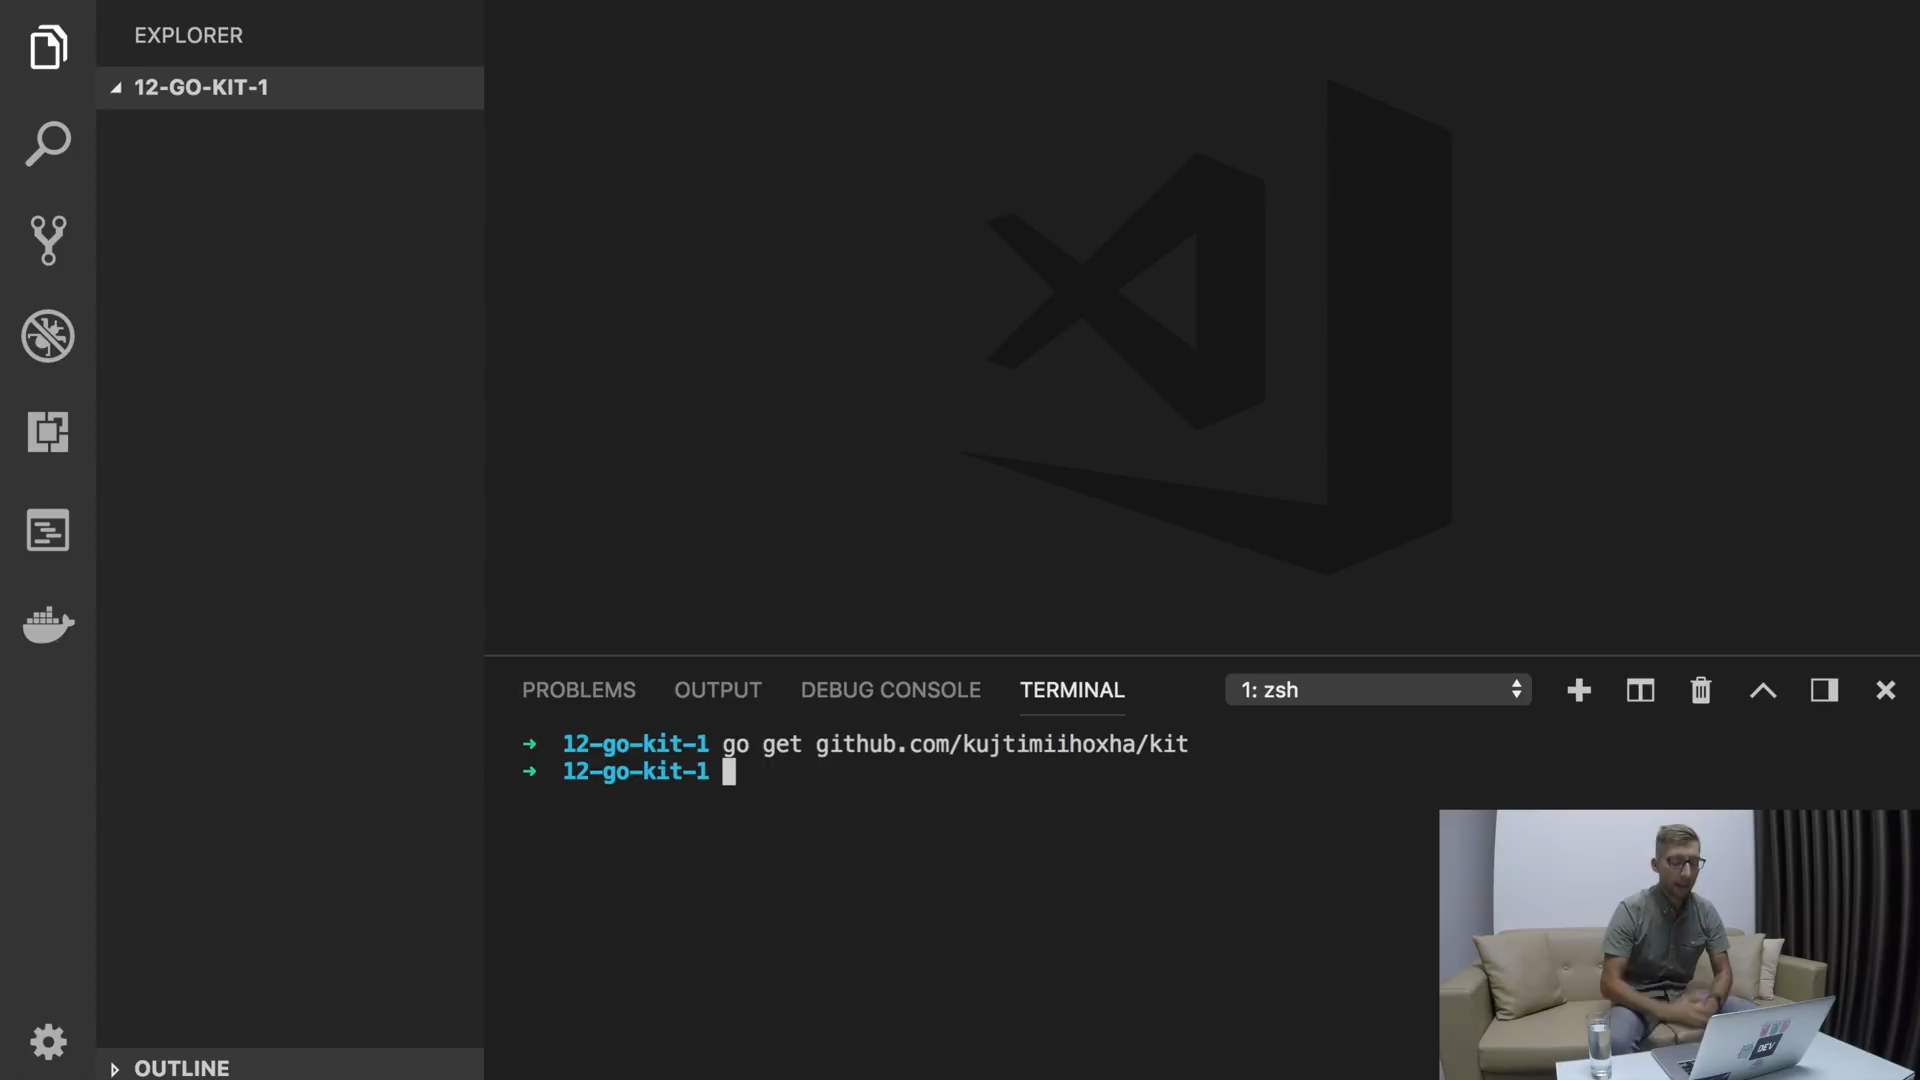 EXPLORER
12-GO-KIT-1
PROBLEMS OUTPUT DEBUG CONSOLE TERMINAL 1: zsh
➜ 12-go-kit-1 go get github.com/kujtimiihoxha/kit
➜ 12-go-kit-1
OUTLINE
DEV